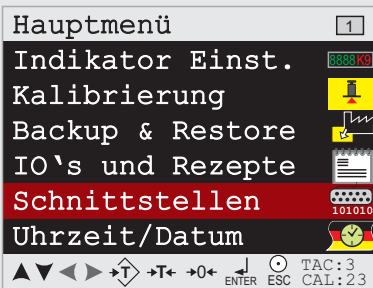 Hauptmenü 1
Indikator Einst. 8888K9
Kalibrierung
Backup & Restore
IO‘s und Rezepte
Schnittstellen 101010
Uhrzeit/Datum
T →T← →0← ENTER ESC TAC:3
CAL:23